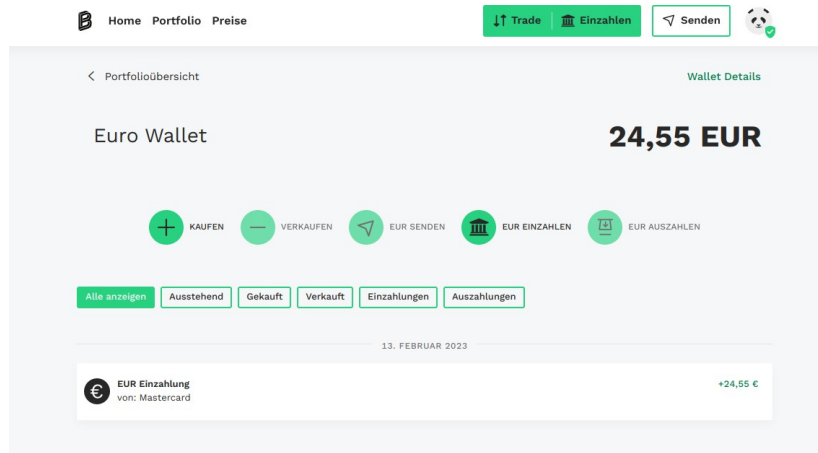 Home Portfolio Preise Trade Einzahlen Senden
Portfolioübersicht Wallet Details
Euro Wallet 24,55 EUR
KAUFEN VERKAUFEN EUR SENDEN EUR EINZAHLEN EUR AUSZAHLEN
Alle anzeigen Ausstehend Gekauft Verkauft Einzahlungen Auszahlungen
13. FEBRUAR 2023
EUR Einzahlung +24,55 €
von: Mastercard